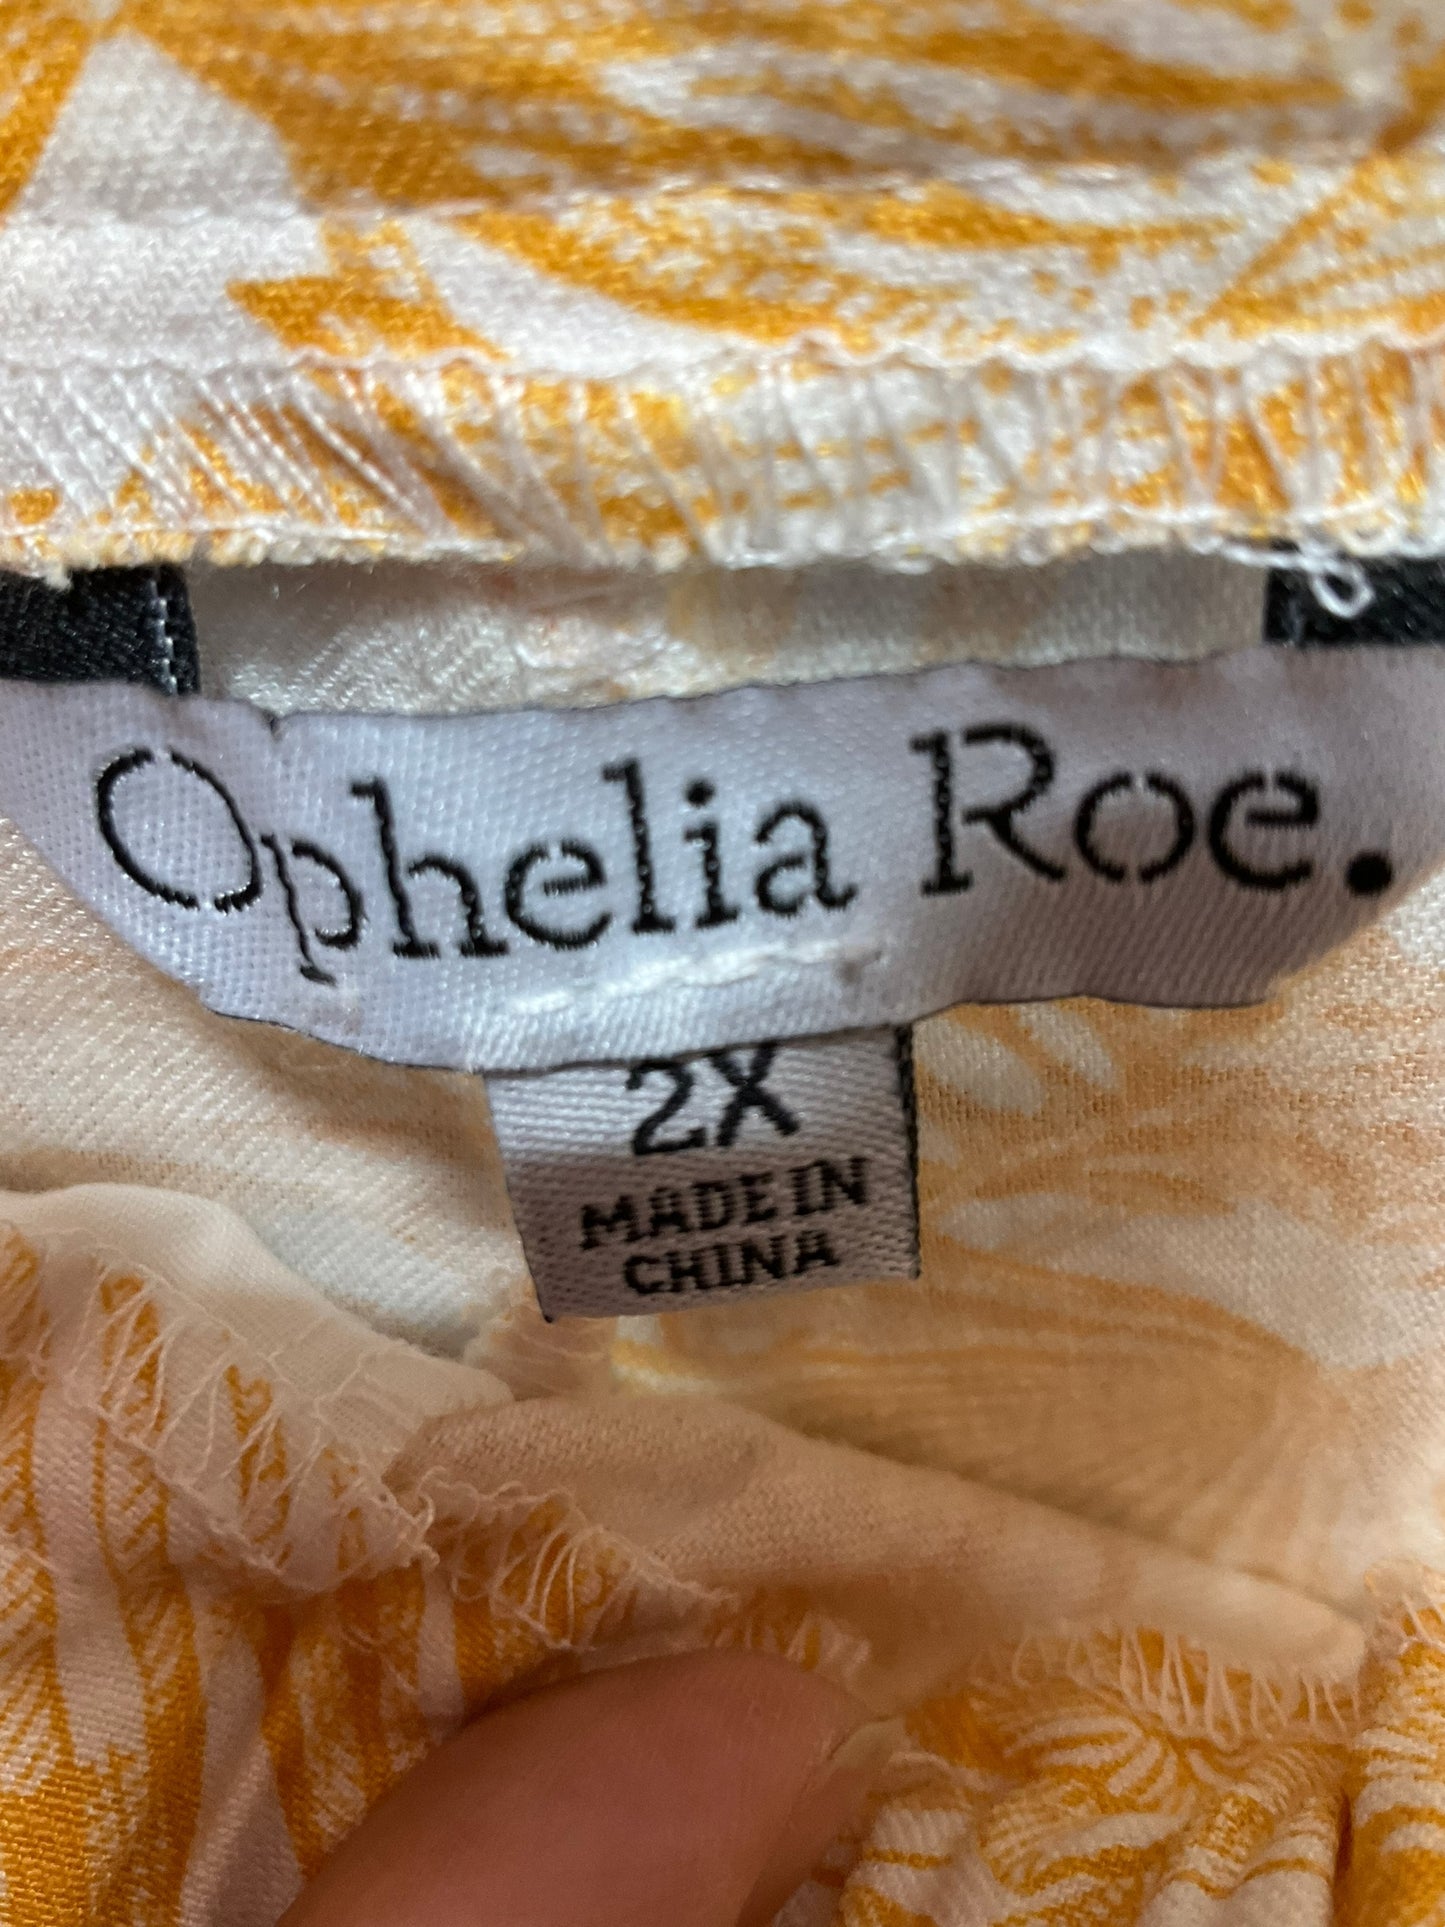 Ophelia Roe.
2X
MADE IN
CHINA